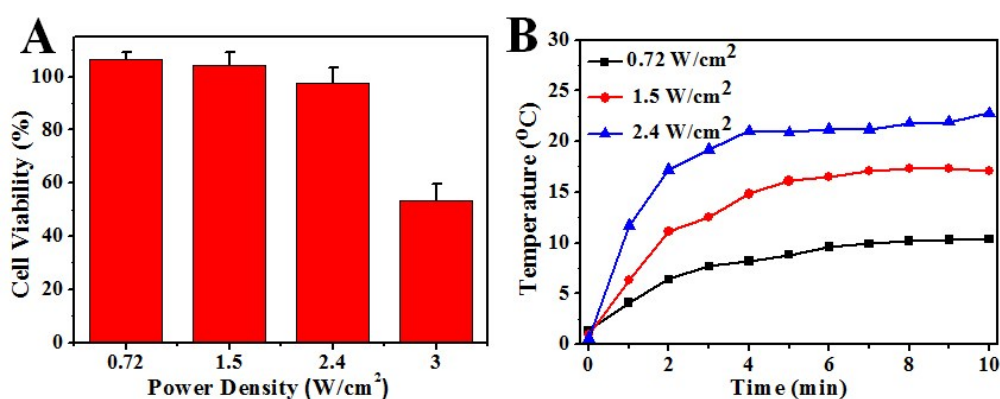 A
Cell Viability (%)
100
80
60
40
20
0
0.72 1.5 2.4 3
Power Density (W/cm²)
B
Temperature (⁰C)
30
25
20
15
10
5
0
0.72 W/cm²
1.5 W/cm²
2.4 W/cm²
0 2 4 6 8 10
Time (min)